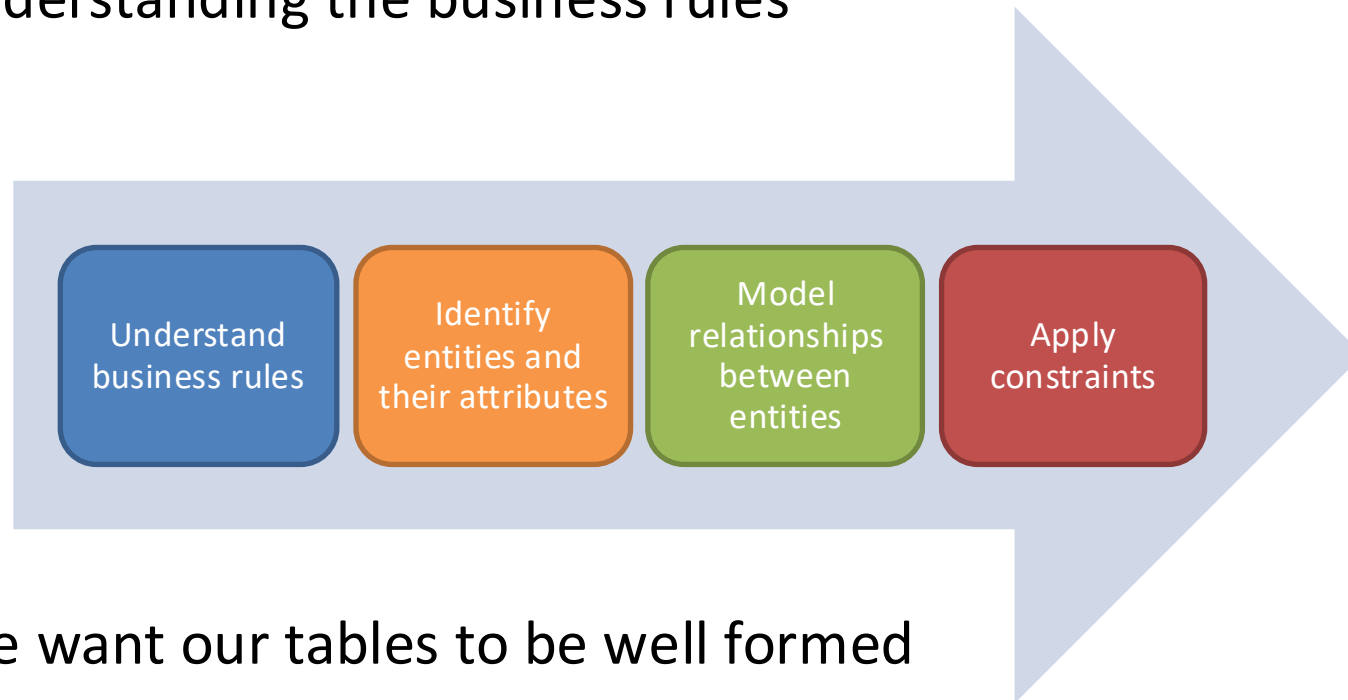 derstanding the business rules
Understand
business rules
Identify
entities and
their attributes
Model
relationships
between
entities
Apply
constraints
e want our tables to be well formed